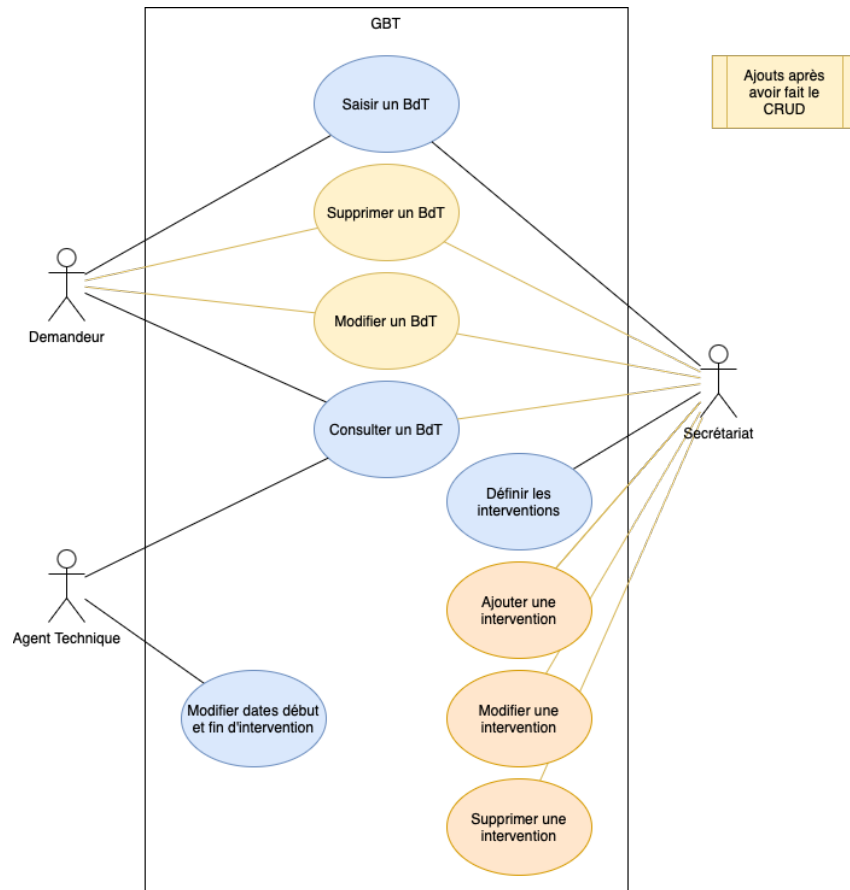 GBT
Ajouts après
avoir fait le
CRUD
Saisir un BdT
Supprimer un BdT
Modifier un BdT
Demandeur
Consulter un BdT
Secrétariat
Définir les
interventions
Ajouter une
intervention
Agent Technique
Modifier dates début
et fin d'intervention
Modifier une
intervention
Supprimer une
intervention